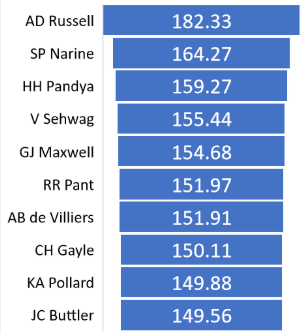 AD Russell 182.33
SP Narine 164.27
HH Pandya 159.27
V Sehwag 155.44
GJ Maxwell 154.68
RR Pant 151.97
AB de Villiers 151.91
CH Gayle 150.11
KA Pollard 149.88
JC Buttler 149.56